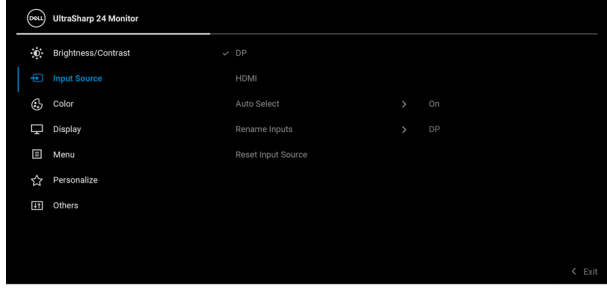 DELL UltraSharp 24 Monitor
Brightness/Contrast
✓ DP
Input Source
HDMI
Color
Auto Select > On
Display
Rename Inputs > DP
Menu
Reset Input Source
Personalize
Others
< Exit